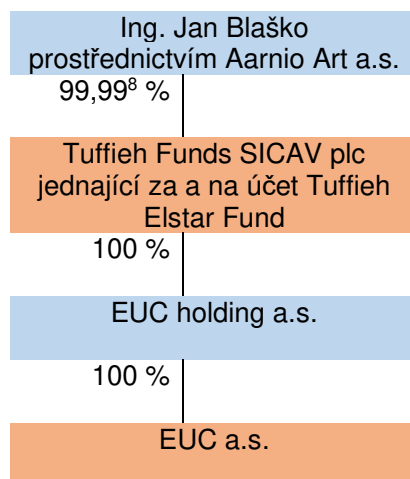 Ing. Jan Blaško
prostřednictvím Aarnio Art a.s.
99,99⁸ %
Tuffieh Funds SICAV plc
jednající za a na účet Tuffieh
Elstar Fund
100 %
EUC holding a.s.
100 %
EUC a.s.